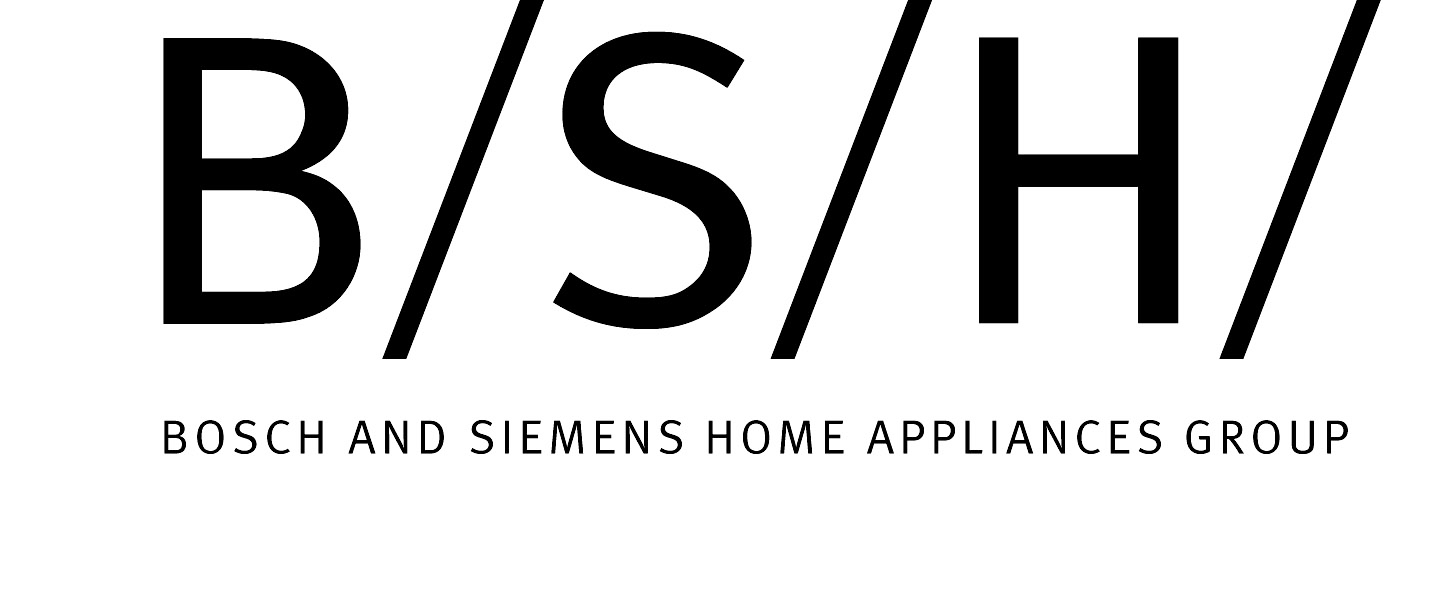 B/S/H/
BOSCH AND SIEMENS HOME APPLIANCES GROUP